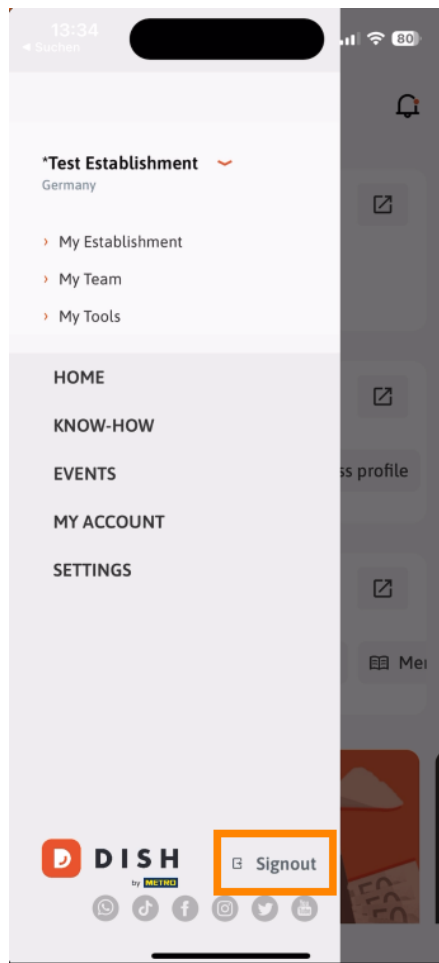 13:34
◂ Suchen
80
*Test Establishment
Germany
› My Establishment
› My Team
› My Tools
HOME
KNOW-HOW
EVENTS
ss profile
MY ACCOUNT
SETTINGS
Mer
DISH
by METRO
Signout